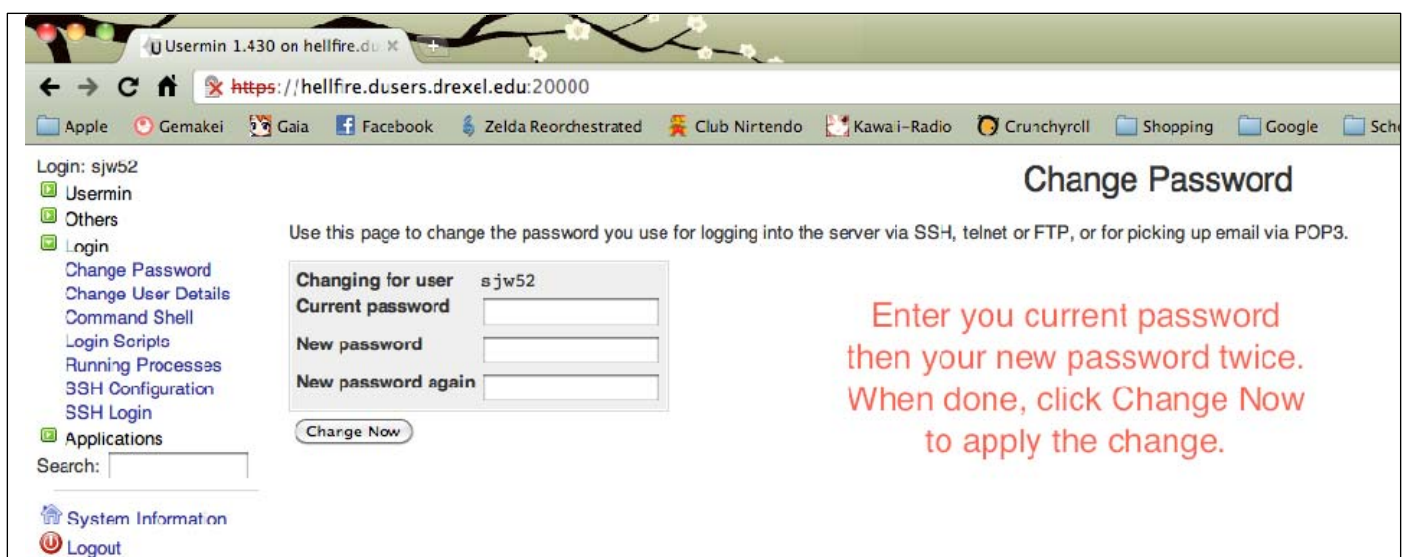 Usermin 1.430 on hellfire.du
https://hellfire.dusers.drexel.edu:20000
Apple Gemakei Gaia Facebook Zelda Reorchestrated Club Nirtendo Kawaii-Radio Crunchyroll Shopping Google Sch
Login: sjw52
Usermin
Others
Login
Change Password
Change User Details
Command Shell
Login Scripts
Running Processes
SSH Configuration
SSH Login
Applications
Search:
System Information
Logout
Change Password
Use this page to change the password you use for logging into the server via SSH, telnet or FTP, or for picking up email via POP3.
Changing for user sjw52
Current password
New password
New password again
Change Now
Enter you current password
then your new password twice.
When done, click Change Now
to apply the change.